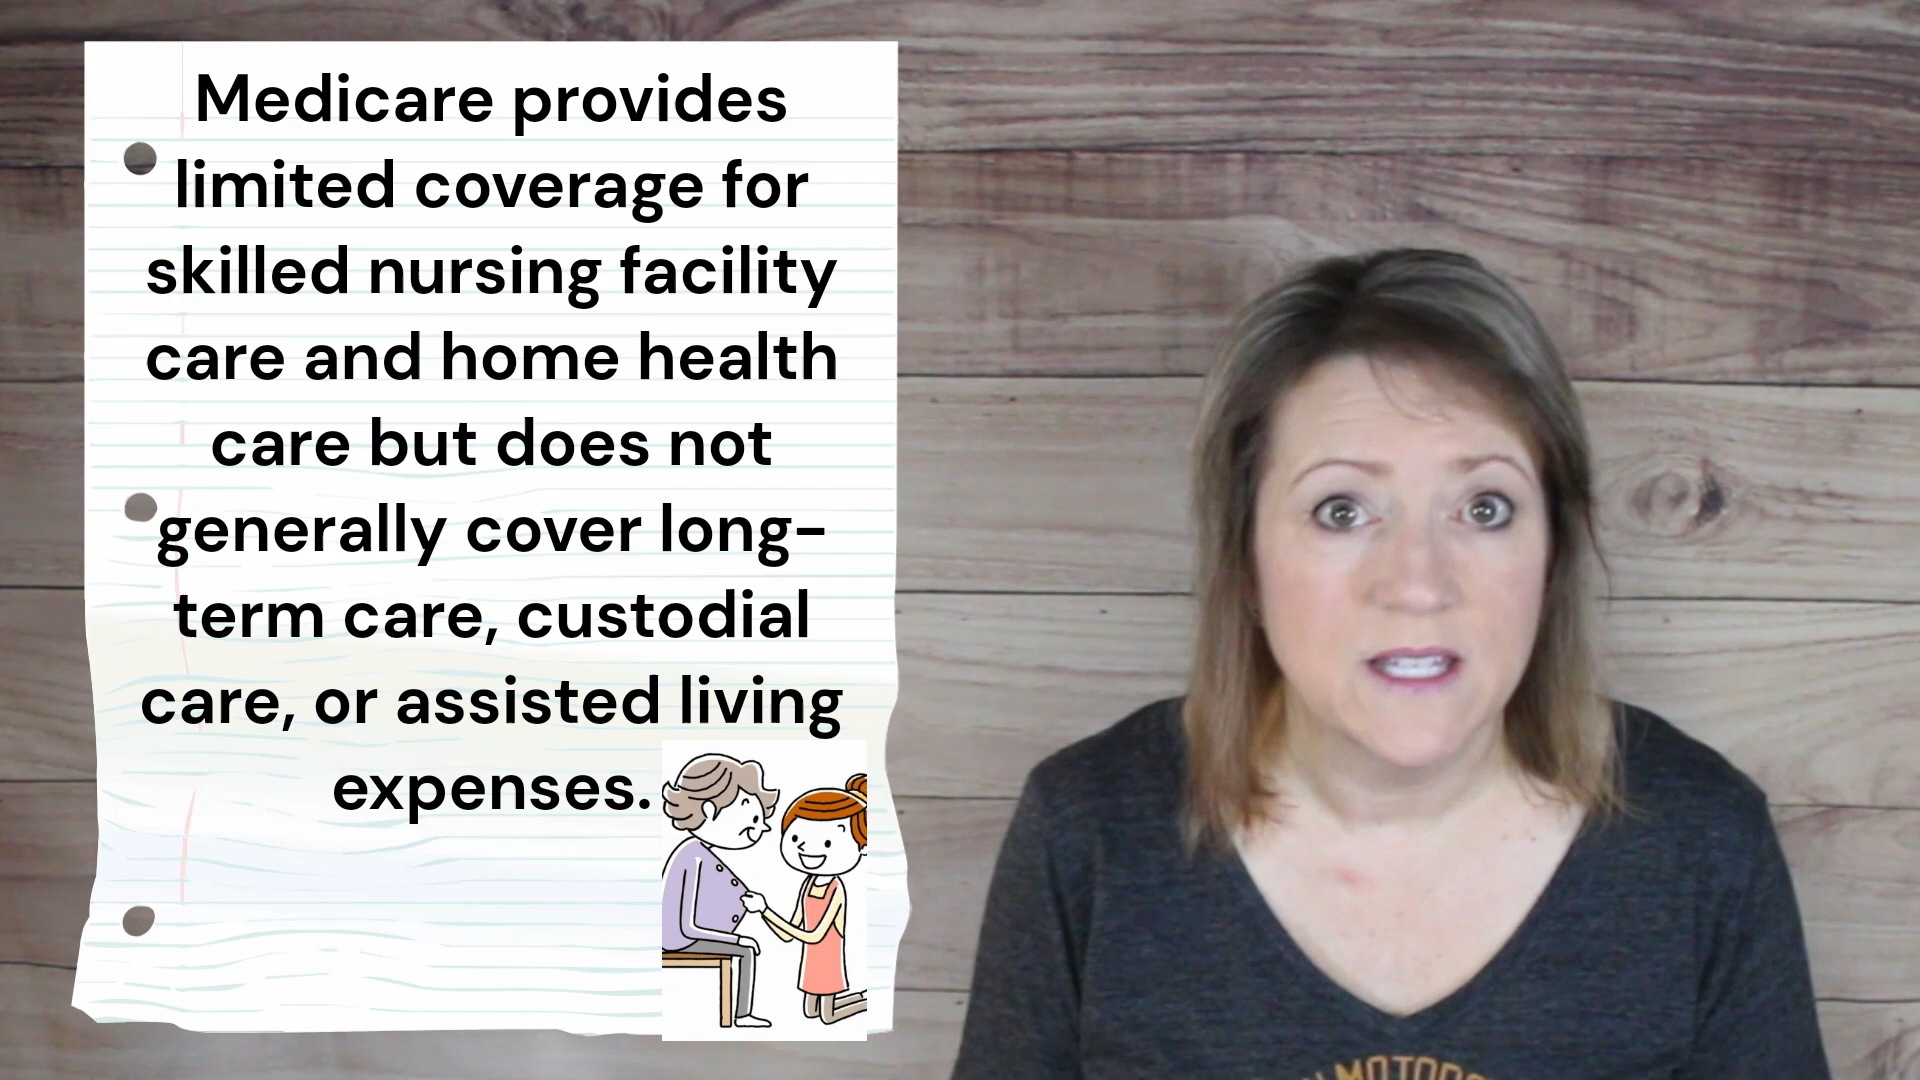 Medicare provides
limited coverage for
skilled nursing facility
care and home health
care but does not
generally cover long-
term care, custodial
care, or assisted living
expenses.